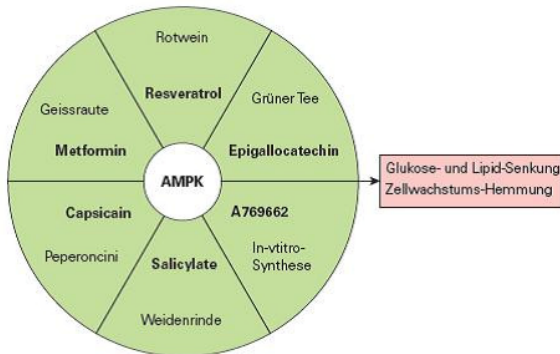 Rotwein
Resveratrol
Geissraute
Metformin
Grüner Tee
Epigallocatechin
AMPK
Glukose- und Lipid-Senkung
Zellwachstums-Hemmung
Capsicain
Peperoncini
A769662
In-vtitro-
Synthese
Salicylate
Weidenrinde